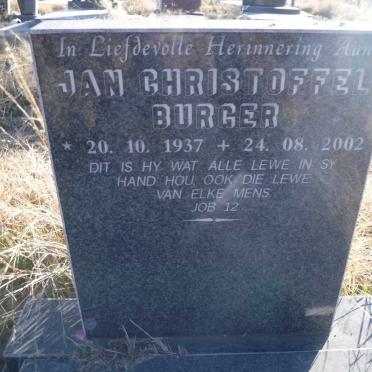 In Liefdevolle Herinnering Aan
JAN CHRISTOFFEL
BURGER
* 20. 10. 1937 + 24. 08. 2002
DIT IS HY WAT ALLE LEWE IN SY
HAND HOU, OOK DIE LEWE
VAN ELKE MENS.
JOB 12